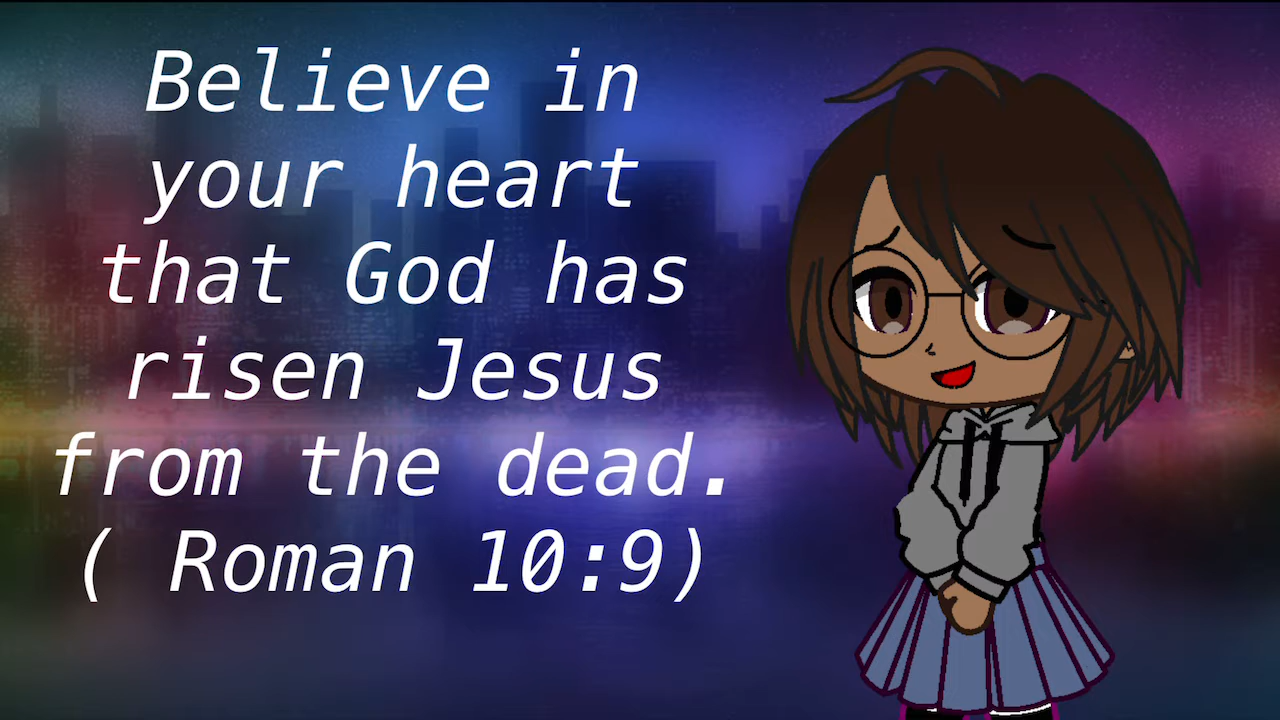 Believe in
your heart
that God has
risen Jesus
from the dead.
( Roman 10:9)